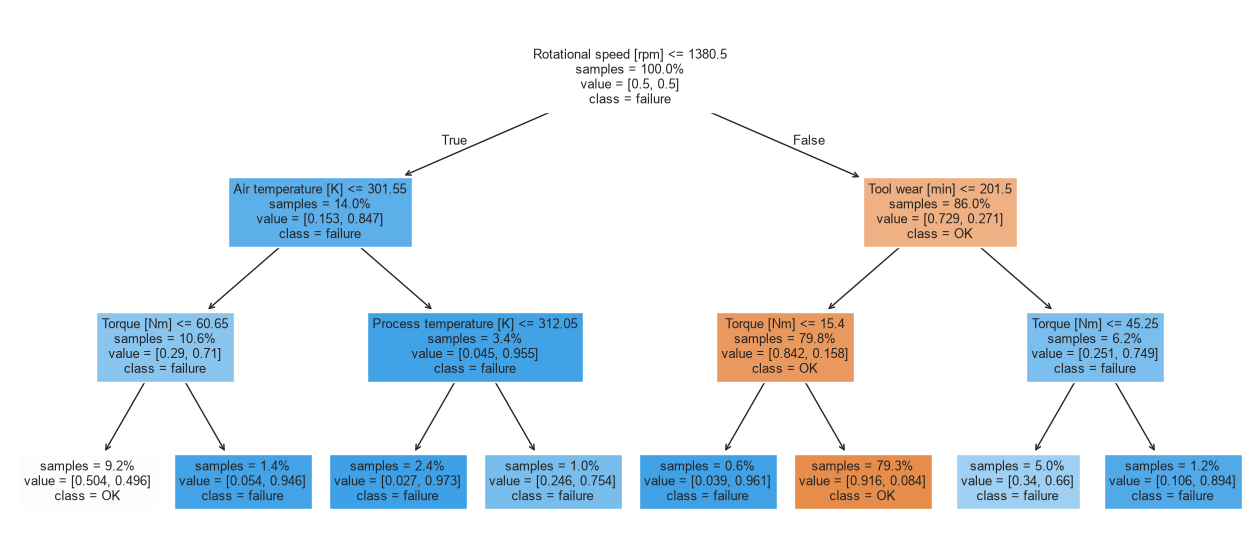 Rotational speed [rpm] <= 1380.5
samples = 100.0%
value = [0.5, 0.5]
class = failure
True
False
Air temperature [K] <= 301.55
samples = 14.0%
value = [0.153, 0.847]
class = failure
Tool wear [min] <= 201.5
samples = 86.0%
value = [0.729, 0.271]
class = OK
Torque [Nm] <= 60.65
samples = 10.6%
value = [0.29, 0.71]
class = failure
Process temperature [K] <= 312.05
samples = 3.4%
value = [0.045, 0.955]
class = failure
Torque [Nm] <= 15.4
samples = 79.8%
value = [0.842, 0.158]
class = OK
Torque [Nm] <= 45.25
samples = 6.2%
value = [0.251, 0.749]
class = failure
samples = 9.2%
value = [0.504, 0.496]
class = OK
samples = 1.4%
value = [0.054, 0.946]
class = failure
samples = 2.4%
value = [0.027, 0.973]
class = failure
samples = 1.0%
value = [0.246, 0.754]
class = failure
samples = 0.6%
value = [0.039, 0.961]
class = failure
samples = 79.3%
value = [0.916, 0.084]
class = OK
samples = 5.0%
value = [0.34, 0.66]
class = failure
samples = 1.2%
value = [0.106, 0.894]
class = failure